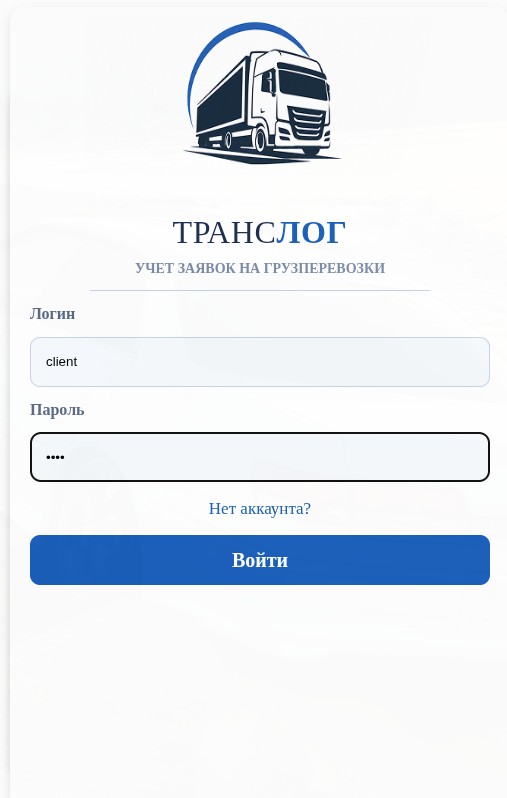 ТРАНСЛОГ
УЧЕТ ЗАЯВОК НА ГРУЗПЕРЕВОЗКИ
Логин
client
Пароль
••••
Нет аккаунта?
Войти